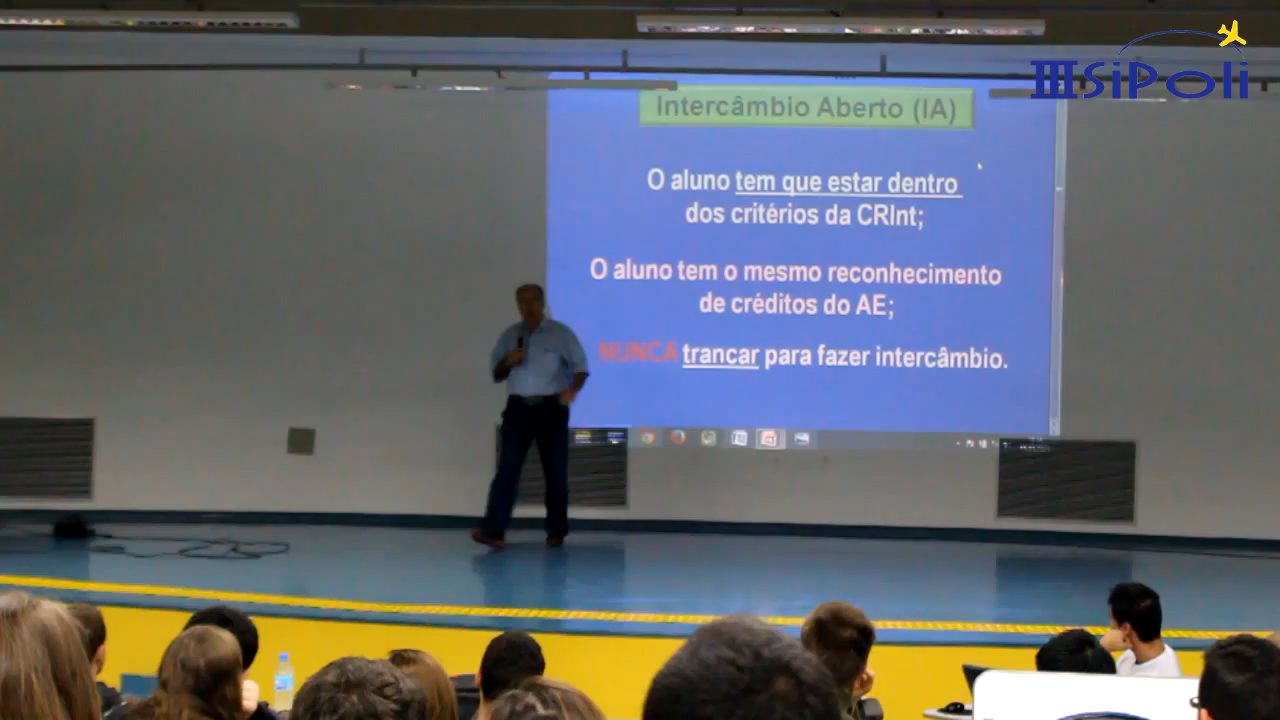 IIISiPoli
Intercâmbio Aberto (IA)
O aluno tem que estar dentro
dos critérios da CRInt;
O aluno tem o mesmo reconhecimento
de créditos do AE;
NUNCA trancar para fazer intercâmbio.